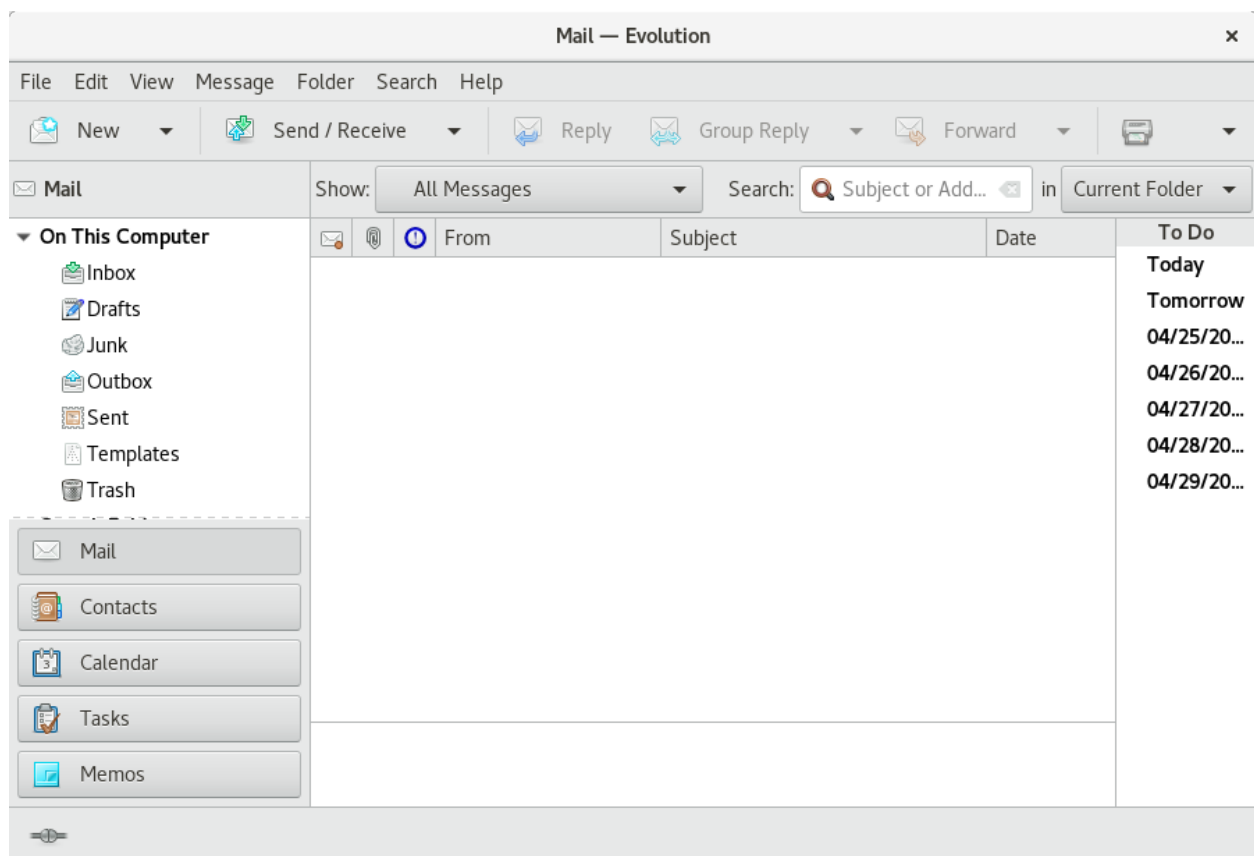 Mail — Evolution
File Edit View Message Folder Search Help
New Send / Receive Reply Group Reply Forward
Mail
Show: All Messages Search: Subject or Add... in Current Folder
On This Computer
Inbox
Drafts
Junk
Outbox
Sent
Templates
Trash
Mail
Contacts
Calendar
Tasks
Memos
From Subject Date
To Do
Today
Tomorrow
04/25/20...
04/26/20...
04/27/20...
04/28/20...
04/29/20...